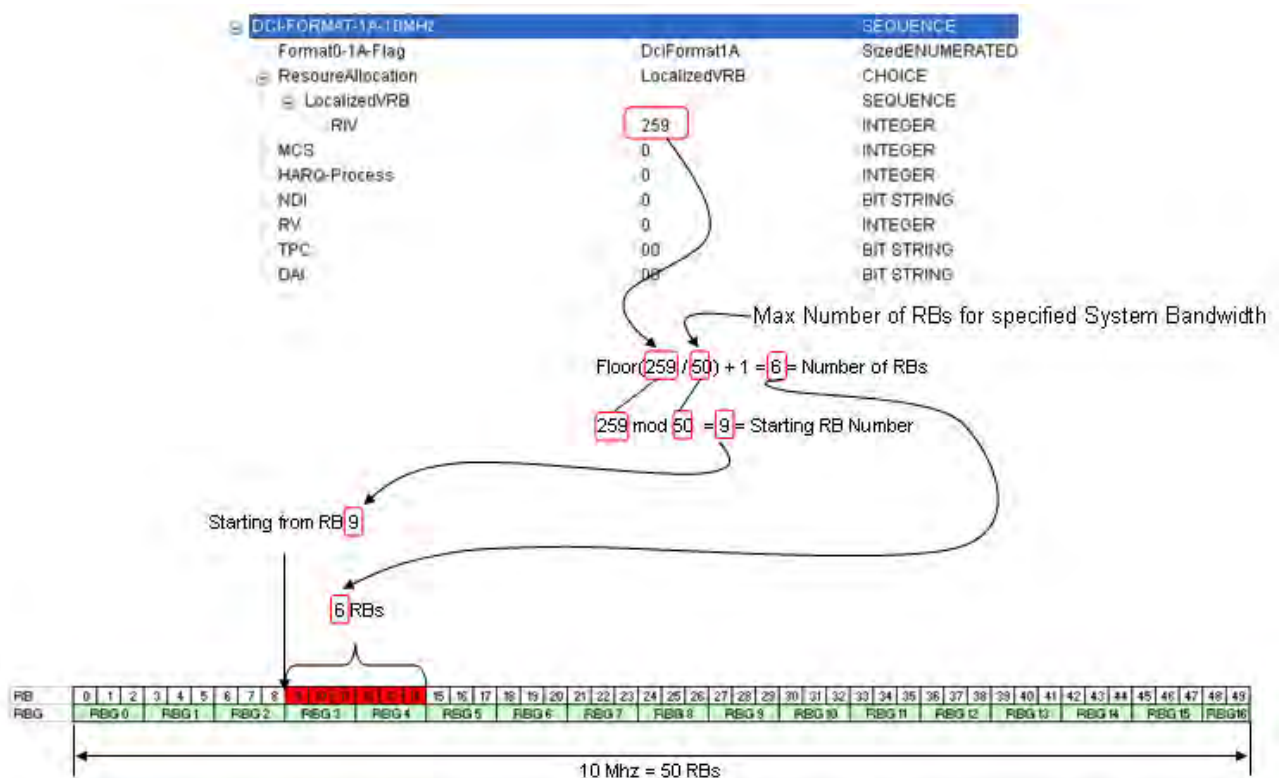 DCI-FORMAT-1A-10MHz SEQUENCE
Format0-1A-Flag DciFormat1A SizedENUMERATED
ResoureAllocation LocalizedVRB CHOICE
LocalizedVRB SEQUENCE
RIV 259 INTEGER
MCS 0 INTEGER
HARQ-Process 0 INTEGER
NDI 0 BIT STRING
RV 0 INTEGER
TPC 00 BIT STRING
DAI 00 BIT STRING
Max Number of RBs for specified System Bandwidth
Floor(259 / 50) + 1 = 6 = Number of RBs
259 mod 50 = 9 = Starting RB Number
Starting from RB 9
6 RBs
RB 0 1 2 3 4 5 6 7 8 9 10 11 12 13 14 15 16 17 18 19 20 21 22 23 24 25 26 27 28 29 30 31 32 33 34 35 36 37 38 39 40 41 42 43 44 45 46 47 48 49
RBG RBG 0 RBG 1 RBG 2 RBG 3 RBG 4 RBG 5 RBG 6 RBG 7 RBG 8 RBG 9 RBG 10 RBG 11 RBG 12 RBG 13 RBG 14 RBG 15 RBG16
10 Mhz = 50 RBs